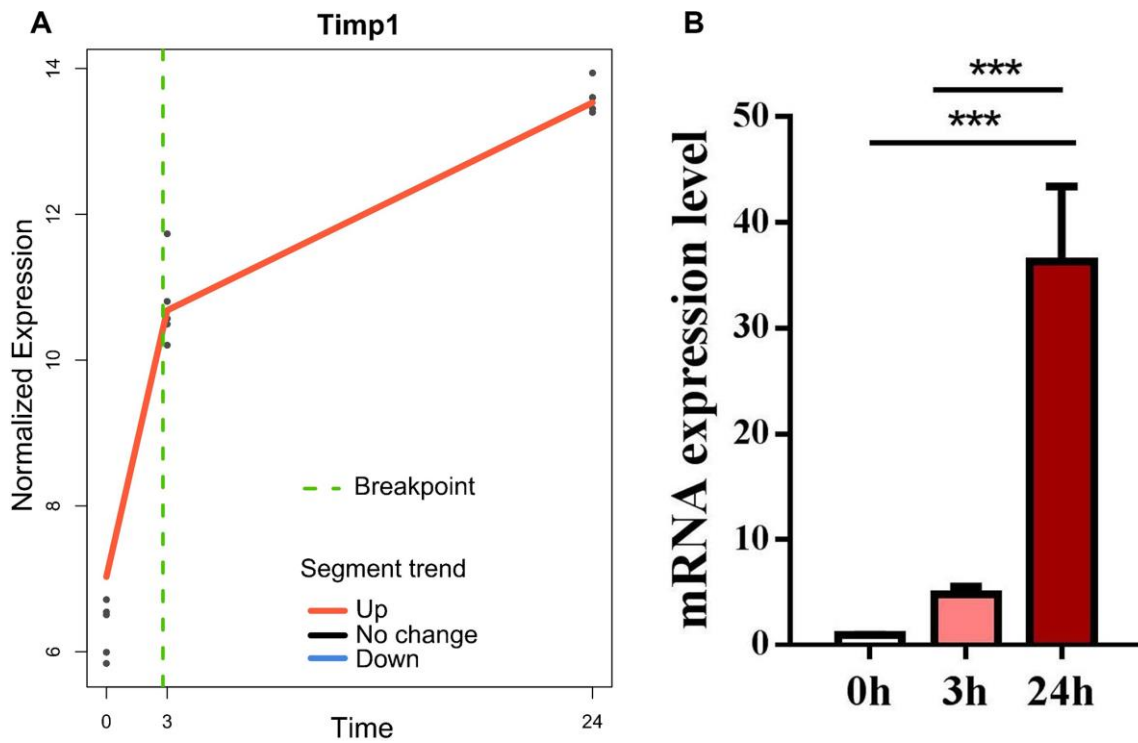 A
Timp1
Normalized Expression
14
12
10
8
6
Breakpoint
Segment trend
Up
No change
Down
0
3
24
Time
B
***
***
mRNA expression level
50
40
30
20
10
0
0h
3h
24h